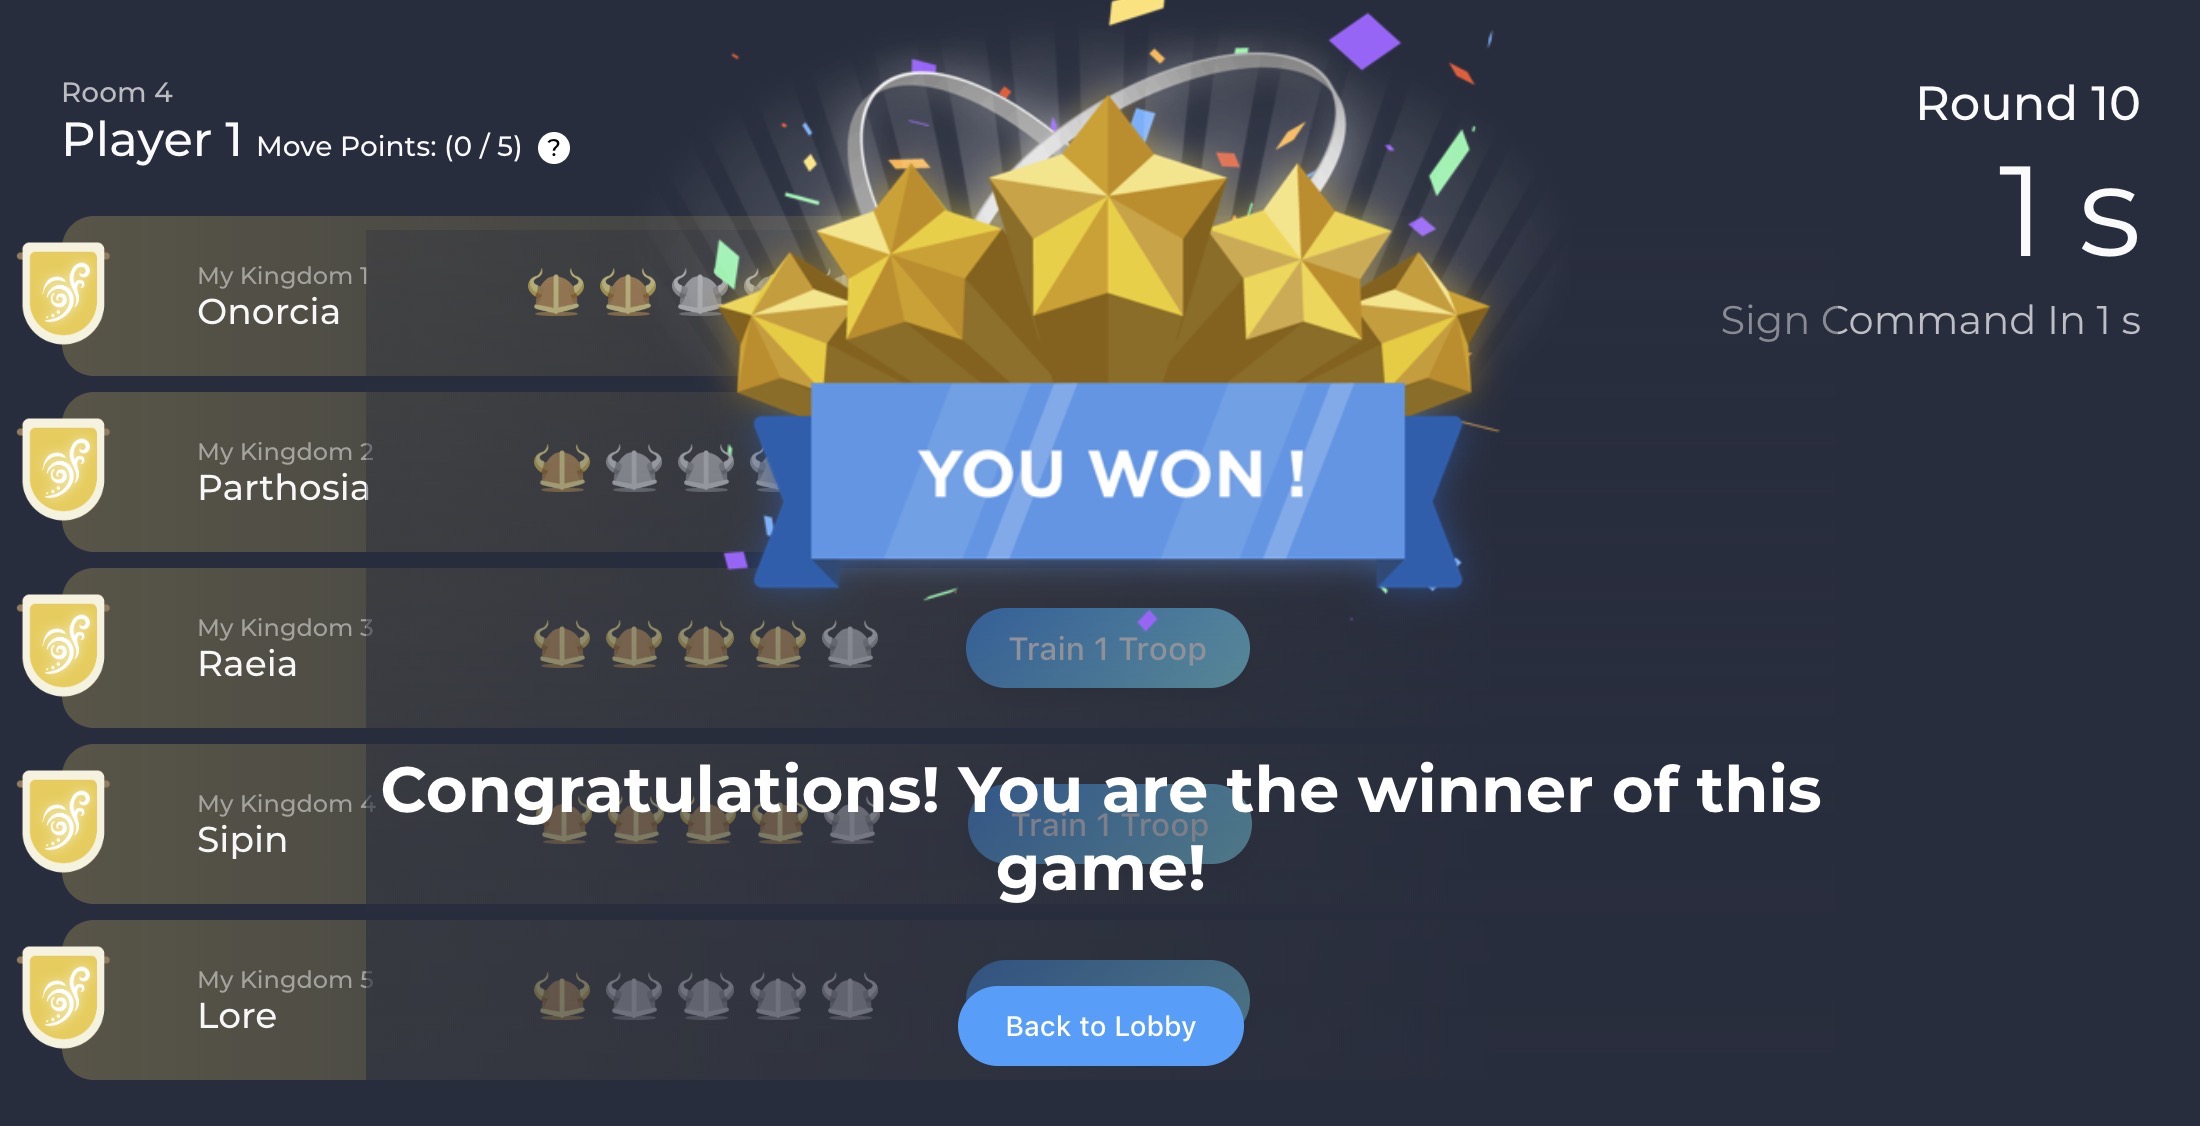 Room 4
Player 1 Move Points: (0 / 5) ?
Round 10
1 s
Sign Command In 1 s
My Kingdom 1
Onorcia
My Kingdom 2
Parthosia
YOU WON !
My Kingdom 3
Raeia
Train 1 Troop
My Kingdom 4
Sipin
Train 1 Troop
Congratulations! You are the winner of this
game!
My Kingdom 5
Lore
Back to Lobby